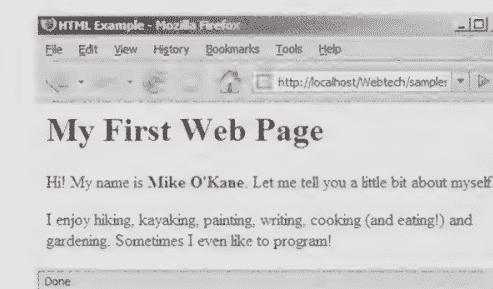 HTML Example - Mozilla Firefox
File Edit View History Bookmarks Tools Help
http://localhost/Webtech/samples
My First Web Page
Hi! My name is Mike O'Kane. Let me tell you a little bit about myself.
I enjoy hiking, kayaking, painting, writing, cooking (and eating!) and
gardening. Sometimes I even like to program!
Done